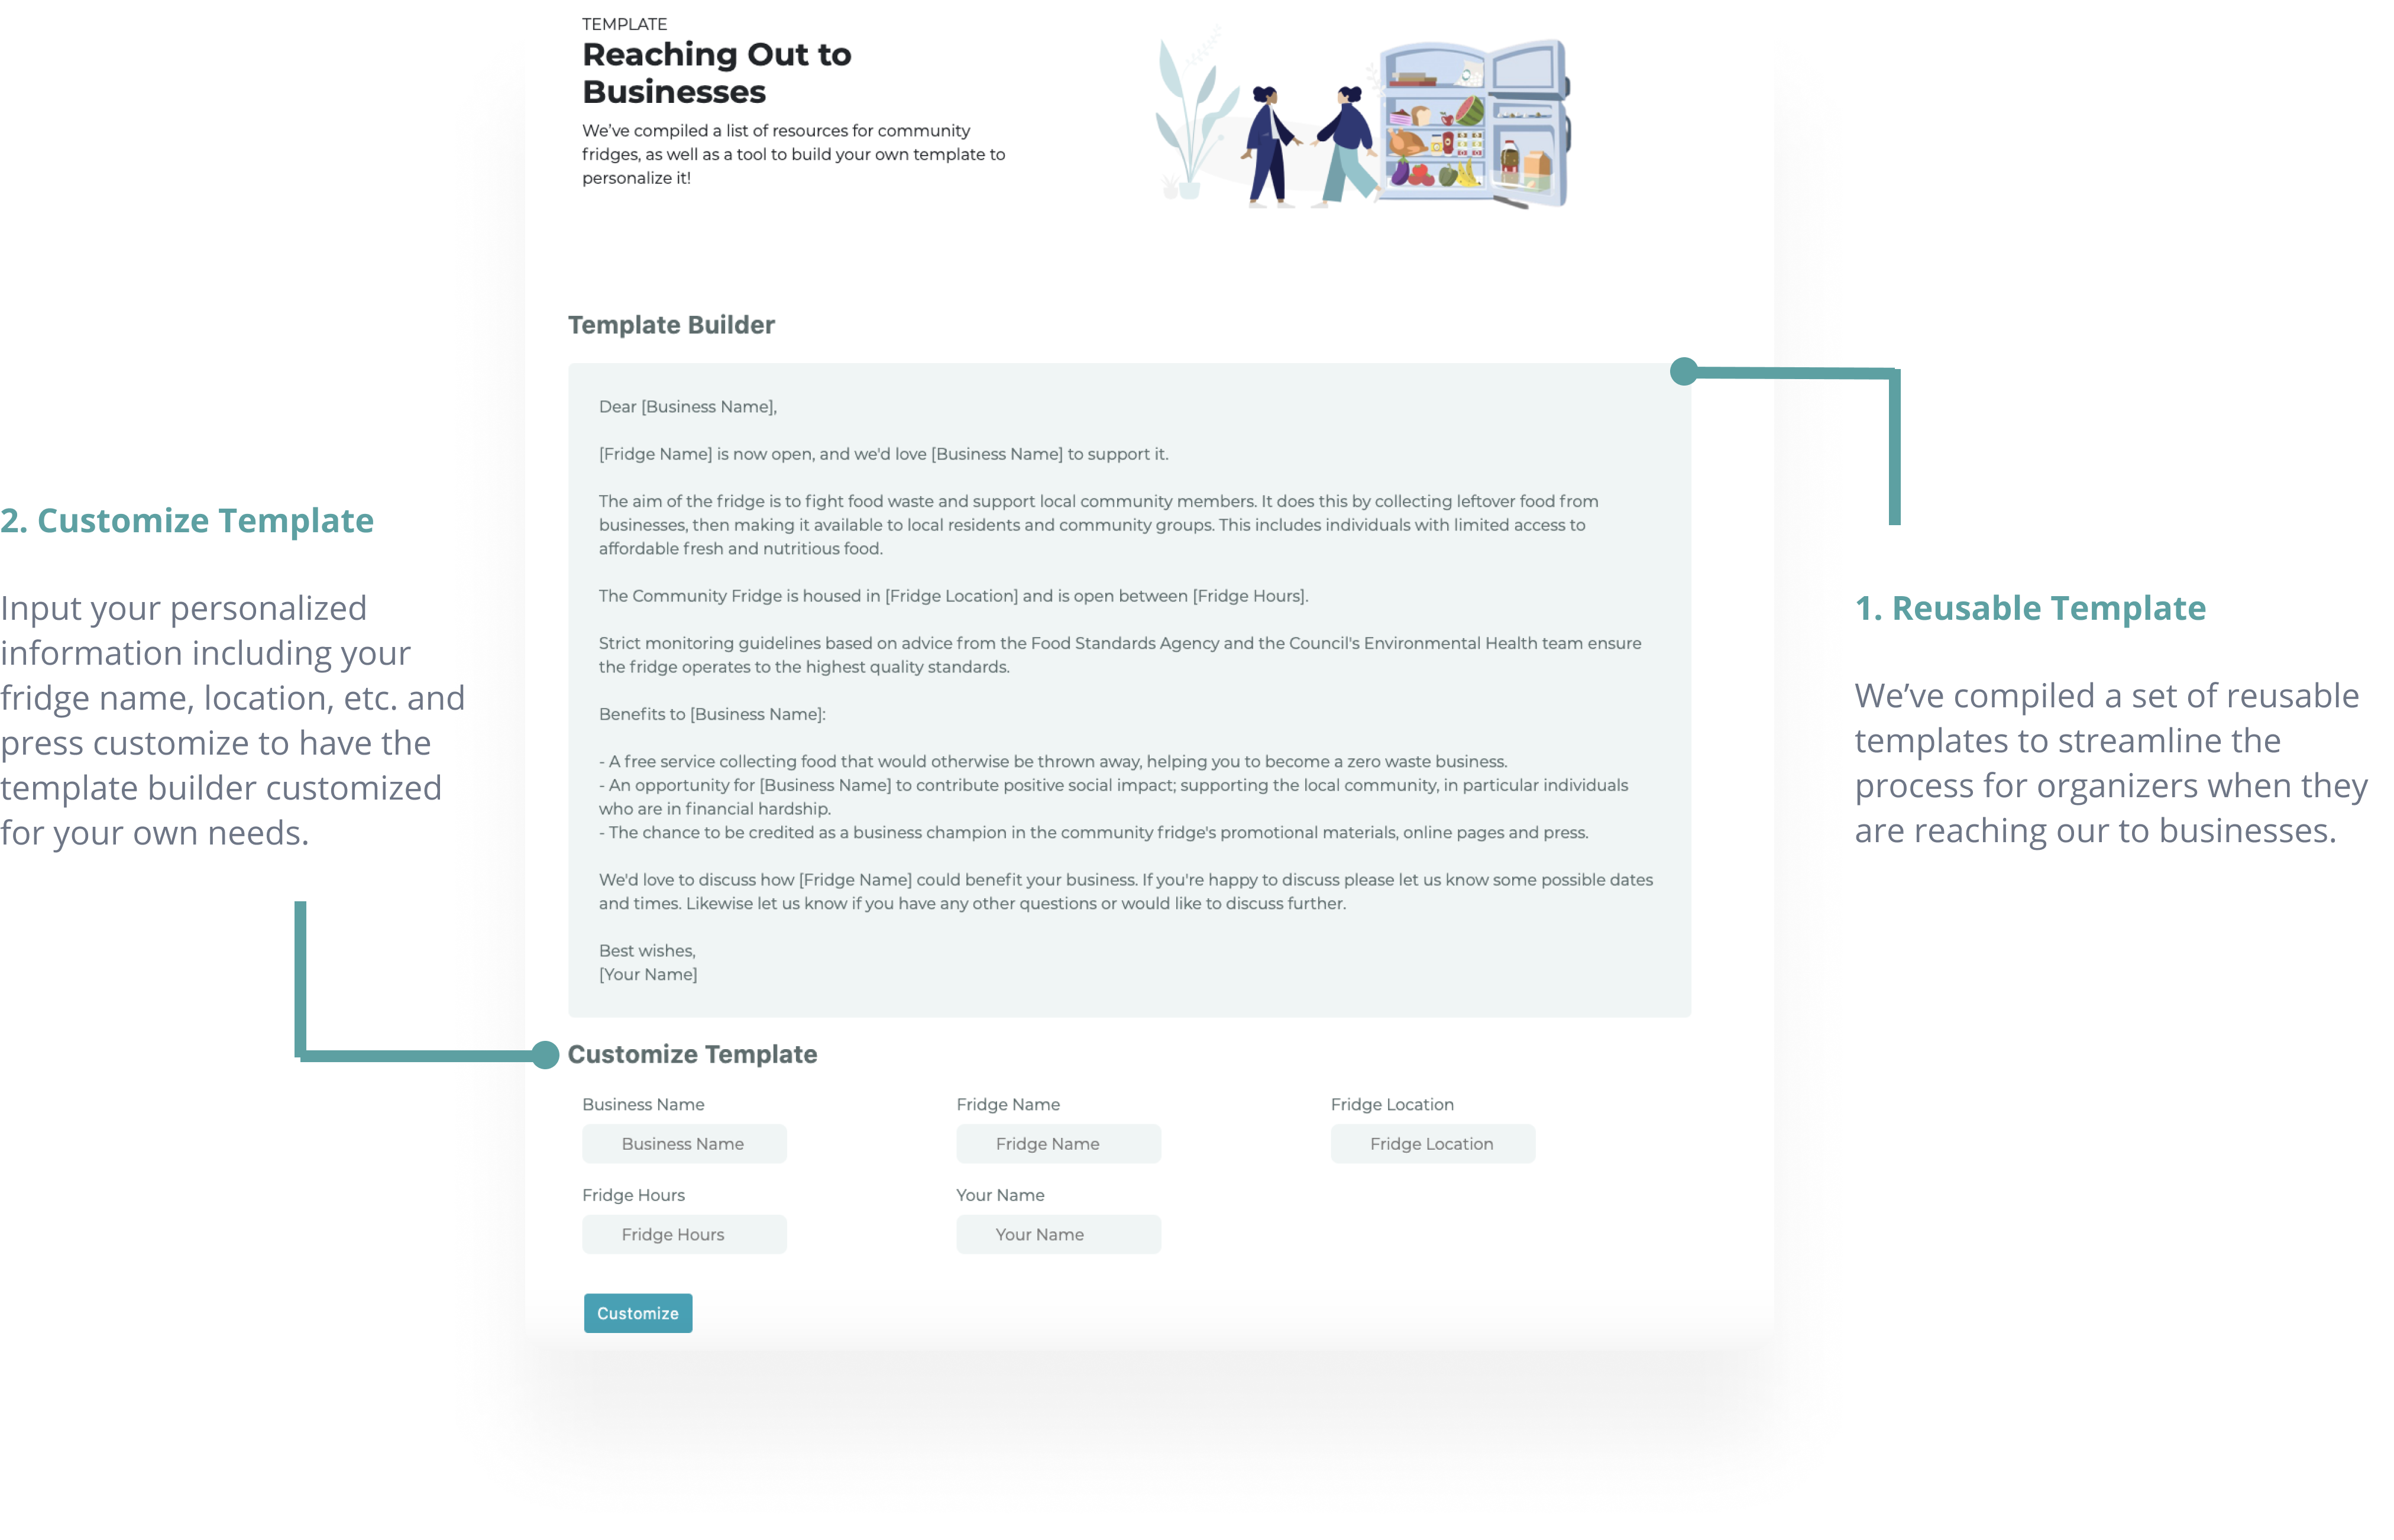 TEMPLATE
Reaching Out to
Businesses
We've compiled a list of resources for community
fridges, as well as a tool to build your own template to
personalize it!
Template Builder
Dear [Business Name],
[Fridge Name] is now open, and we'd love [Business Name] to support it.
The aim of the fridge is to fight food waste and support local community members. It does this by collecting leftover food from
businesses, then making it available to local residents and community groups. This includes individuals with limited access to
affordable fresh and nutritious food.
The Community Fridge is housed in [Fridge Location] and is open between [Fridge Hours].
Strict monitoring guidelines based on advice from the Food Standards Agency and the Council's Environmental Health team ensure
the fridge operates to the highest quality standards.
Benefits to [Business Name]:
- A free service collecting food that would otherwise be thrown away, helping you to become a zero waste business.
- An opportunity for [Business Name] to contribute positive social impact; supporting the local community, in particular individuals
who are in financial hardship.
- The chance to be credited as a business champion in the community fridge's promotional materials, online pages and press.
We'd love to discuss how [Fridge Name] could benefit your business. If you're happy to discuss please let us know some possible dates
and times. Likewise let us know if you have any other questions or would like to discuss further.
Best wishes,
[Your Name]
Customize Template
Business Name
Fridge Name
Fridge Location
Business Name
Fridge Name
Fridge Location
Fridge Hours
Your Name
Fridge Hours
Your Name
Customize
1. Reusable Template
We’ve compiled a set of reusable
templates to streamline the
process for organizers when they
are reaching our to businesses.
2. Customize Template
Input your personalized
information including your
fridge name, location, etc. and
press customize to have the
template builder customized
for your own needs.